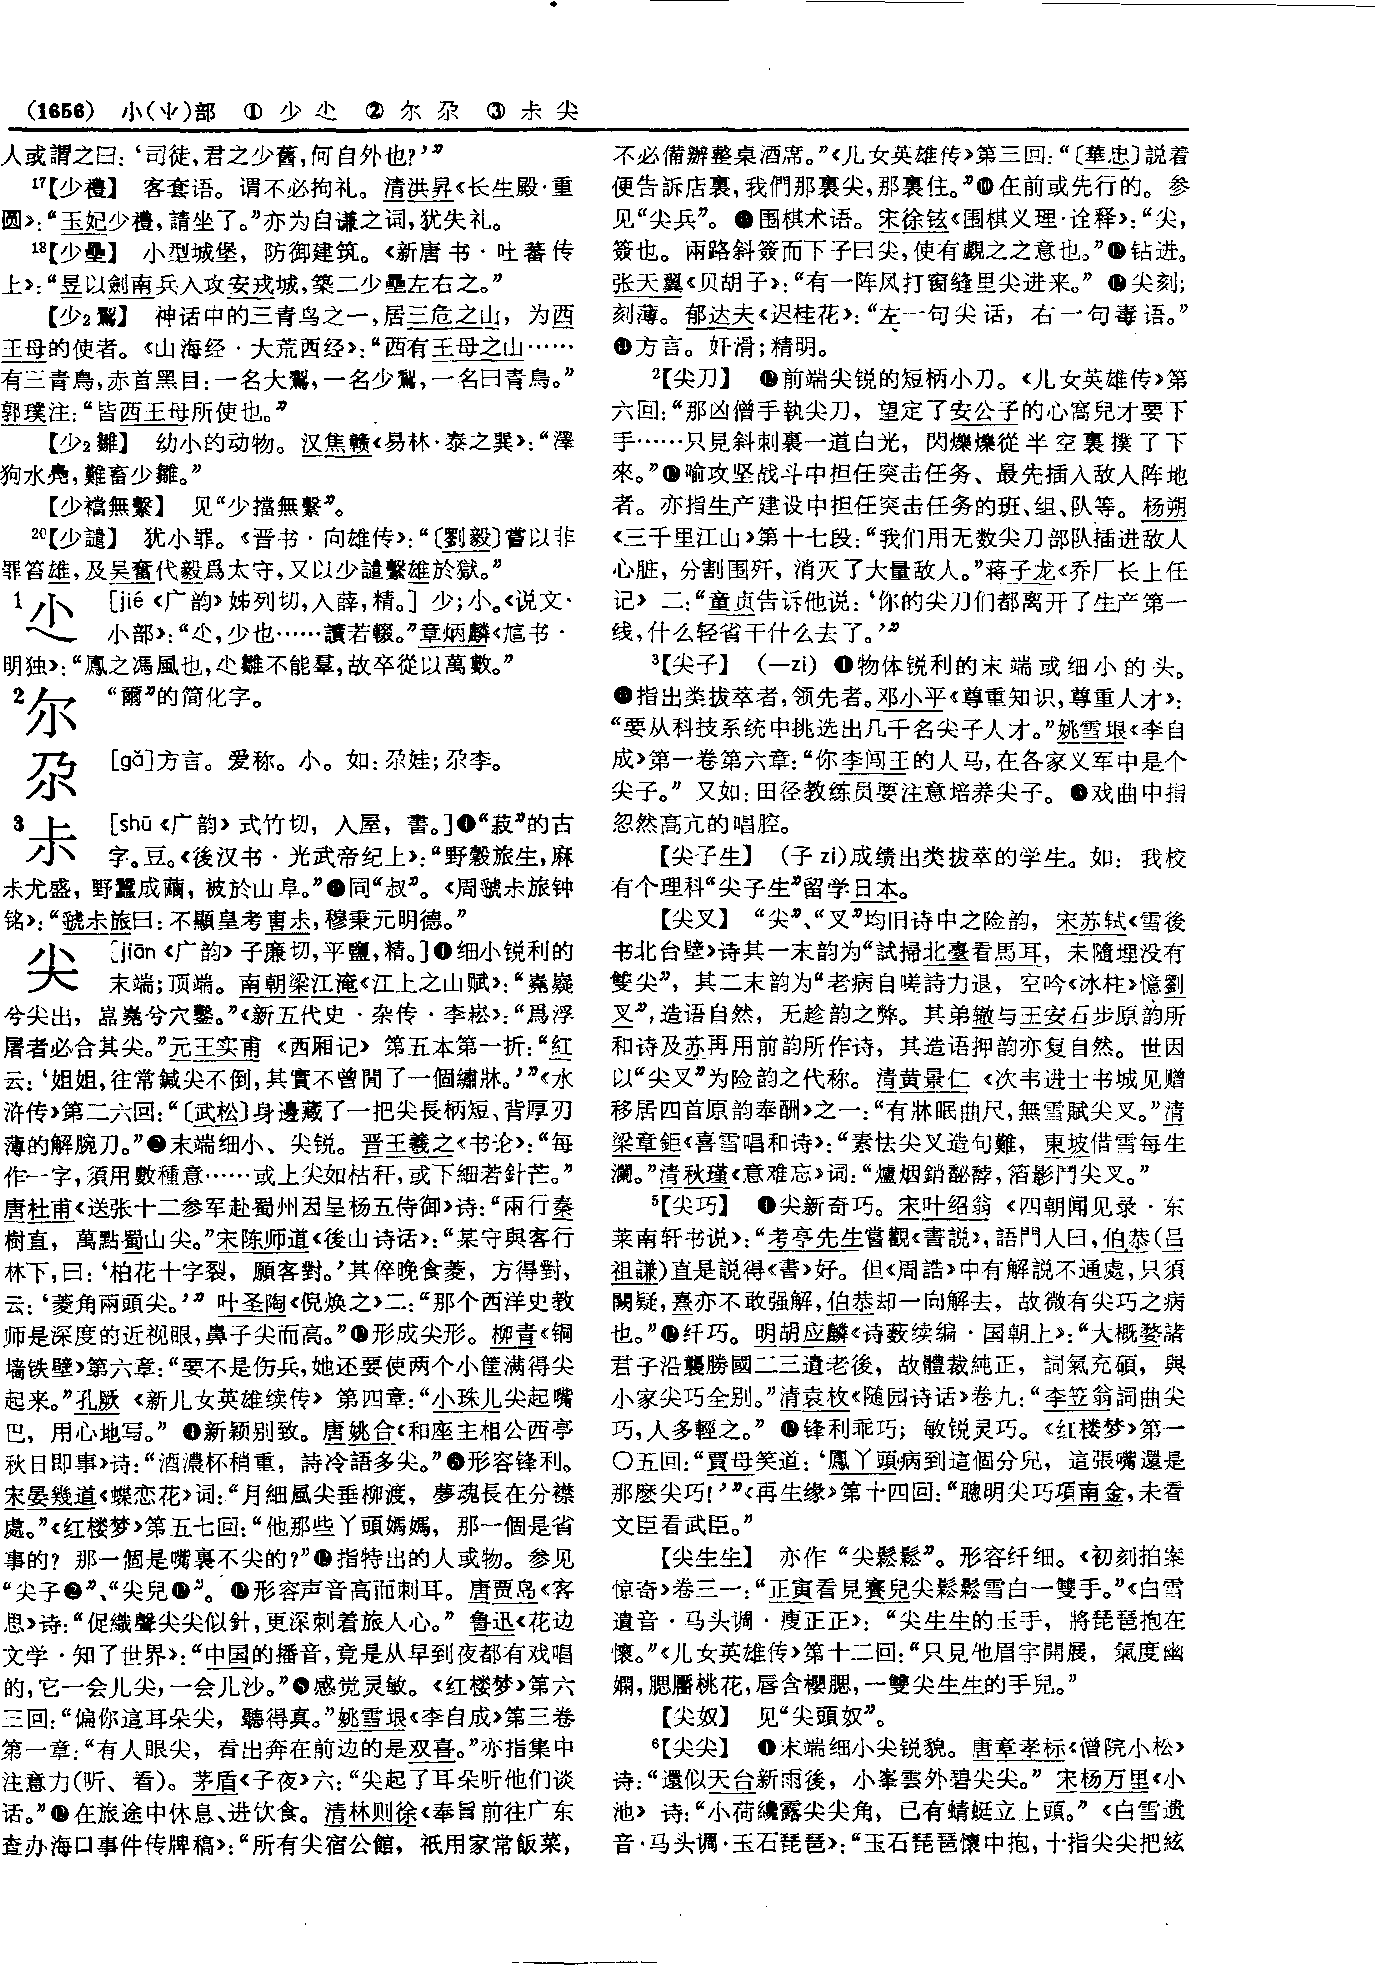 (1656) 小(⺌)部 ① 少 尐 ② 尔 尕 ③ 尗 尖
人或謂之曰：‘司徒，君之少舊，何自外也？’”
17【少禮】 客套语。谓不必拘礼。清洪昇《长生殿·重
圆》：“玉妃少禮，請坐了。”亦为自谦之词，犹失礼。
18【少壘】 小型城堡，防御建筑。《新唐书·吐蕃传
上》：“昱以劍南兵入攻安戎城，築二少壘左右之。”
【少2鵹】 神话中的三青鸟之一，居三危之山，为西
王母的使者。《山海经·大荒西经》：“西有王母之山……
有三青鳥，赤首黑目：一名大鵹，一名少鵹，一名曰青鳥。”
郭璞注：“皆西王母所使也。”
【少2雛】 幼小的动物。汉焦赣《易林·泰之巽》：“澤
狗水鳧，難畜少雛。”
【少襠無繫】 见“少擋無繫”。
20【少譴】 犹小罪。《晋书·向雄传》：“〔劉毅〕嘗以非
罪笞雄，及吴奮代毅爲太守，又以少譴繫雄於獄。”
1 尐 [jié《广韵》姊列切，入薛，精。] 少；小。《说文·
小部》：“尐，少也……讀若輟。”章炳麟《訄书·
明独》：“鳳之馮風也，尐雛不能羣，故卒從以萬數。”
2 尔 “爾”的简化字。
尕 [gǎ]方言。爱称。小。如：尕娃；尕李。
3 尗 [shū《广韵》式竹切，入屋，書。]❶“菽”的古
字。豆。《後汉书·光武帝纪上》：“野穀旅生，麻
尗尤盛，野蠶成繭，被於山阜。”❷同“叔”。《周虢尗旅钟
铭》：“虢尗旅曰：不顯皇考叀尗，穆秉元明德。”
尖 [jiān《广韵》子廉切，平鹽，精。]❶细小锐利的
末端；顶端。南朝梁江淹《江上之山赋》：“嶤嶷
兮尖出，嵓嶤兮穴鑿。”《新五代史·杂传·李崧》：“爲浮
屠者必合其尖。”元王实甫《西厢记》第五本第一折：“红
云：‘姐姐，往常鍼尖不倒，其實不曾閒了一個繡牀。’”《水
浒传》第二六回：“〔武松〕身邊藏了一把尖長柄短、背厚刃
薄的解腕刀。”❷末端细小、尖锐。晋王羲之《书论》：“每
作一字，須用數種意……或上尖如枯秆，或下細若針芒。”
唐杜甫《送张十二参军赴蜀州因呈杨五侍御》诗：“兩行秦
樹直，萬點蜀山尖。”宋陈师道《後山诗话》：“某守與客行
林下，曰：‘柏花十字裂，願客對。’其倅晚食菱，方得對，
云：‘菱角兩頭尖。’” 叶圣陶《倪焕之》二：“那个西洋史教
师是深度的近视眼，鼻子尖而高。”❸形成尖形。柳青《铜
墙铁壁》第六章：“要不是伤兵，她还要使两个小筐满得尖
起来。”孔厥《新儿女英雄续传》第四章：“小珠儿尖起嘴
巴，用心地写。” ❹新颖别致。唐姚合《和座主相公西亭
秋日即事》诗：“酒濃杯稍重，詩冷語多尖。”❺形容锋利。
宋晏幾道《蝶恋花》词：“月細風尖垂柳渡，夢魂長在分襟
處。”《红楼梦》第五七回：“他那些丫頭媽媽，那一個是省
事的？那一個是嘴裏不尖的？”❻指特出的人或物。参见
“尖子❷”、“尖兒❶”。❼形容声音高而刺耳。唐贾岛《客
思》诗：“促織聲尖尖似針，更深刺着旅人心。” 鲁迅《花边
文学·知了世界》：“中国的播音，竟是从早到夜都有戏唱
的，它一会儿尖，一会儿沙。”❽感觉灵敏。《红楼梦》第六
三回：“偏你這耳朵尖，聽得真。”姚雪垠《李自成》第三卷
第一章：“有人眼尖，看出奔在前边的是双喜。”亦指集中
注意力(听、看)。茅盾《子夜》六：“尖起了耳朵听他们谈
话。”❾在旅途中休息、进饮食。清林则徐《奉旨前往广东
查办海口事件传牌稿》：“所有尖宿公館，祇用家常飯菜，
不必備辦整桌酒席。”《儿女英雄传》第三回：“〔華忠〕説着
便告訴店裏，我們那裏尖，那裏住。”❿在前或先行的。参
见“尖兵”。⓫围棋术语。宋徐铉《围棋义理·诠释》：“尖，
簽也。兩路斜簽而下子曰尖，使有覷之之意也。”⓬钻进。
张天翼《贝胡子》：“有一阵风打窗缝里尖进来。” ⓭尖刻；
刻薄。郁达夫《迟桂花》：“左一句尖话，右一句毒语。”
⓮方言。奸滑；精明。
2【尖刀】 ❶前端尖锐的短柄小刀。《儿女英雄传》第
六回：“那凶僧手執尖刀，望定了安公子的心窩兒才要下
手……只見斜刺裏一道白光，閃爍爍從半空裏撲了下
來。”❷喻攻坚战斗中担任突击任务、最先插入敌人阵地
者。亦指生产建设中担任突击任务的班、组、队等。杨朔
《三千里江山》第十七段：“我们用无数尖刀部队插进敌人
心脏，分割围歼，消灭了大量敌人。”蒋子龙《乔厂长上任
记》二：“童贞告诉他说：‘你的尖刀们都离开了生产第一
线，什么轻省干什么去了。’”
3【尖子】 (—zi) ❶物体锐利的末端或细小的头。
❷指出类拔萃者，领先者。邓小平《尊重知识，尊重人才》：
“要从科技系统中挑选出几千名尖子人才。”姚雪垠《李自
成》第一卷第六章：“你李闯王的人马，在各家义军中是个
尖子。” 又如：田径教练员要注意培养尖子。❸戏曲中指
忽然高亢的唱腔。
【尖子生】 (子 zi)成绩出类拔萃的学生。如：我校
有个理科“尖子生”留学日本。
【尖叉】 “尖”、“叉”均旧诗中之险韵，宋苏轼《雪後
书北台壁》诗其一末韵为“試掃北臺看馬耳，未隨埋没有
雙尖”，其二末韵为“老病自嗟詩力退，空吟《冰柱》憶劉
叉”，造语自然，无趁韵之弊。其弟辙与王安石步原韵所
和诗及苏再用前韵所作诗，其造语押韵亦复自然。世因
以“尖叉”为险韵之代称。清黄景仁《次韦进士书城见赠
移居四首原韵奉酬》之一：“有牀眠曲尺，無雪賦尖叉。”清
梁章鉅《喜雪唱和诗》：“素怯尖叉造句難，東坡借雪每生
瀾。”清秋瑾《意难忘》词：“爐烟銷馝馞，箔影鬥尖叉。”
5【尖巧】 ❶尖新奇巧。宋叶绍翁《四朝闻见录·东
莱南轩书说》：“考亭先生嘗觀《書説》，語門人曰，伯恭(吕
祖謙)直是説得《書》好。但《周誥》中有解説不通處，只須
闕疑，熹亦不敢强解，伯恭却一向解去，故微有尖巧之病
也。”❷纤巧。明胡应麟《诗薮续编·国朝上》：“大概婺諸
君子沿襲勝國二三遺老後，故體裁純正，詞氣充碩，與
小家尖巧全别。”清袁枚《随园诗话》卷九：“李笠翁詞曲尖
巧，人多輕之。” ❸锋利乖巧；敏锐灵巧。《红楼梦》第一
〇五回：“賈母笑道：‘鳳丫頭病到這個分兒，這張嘴還是
那麽尖巧！’”《再生缘》第十四回：“聰明尖巧項南金，未看
文臣看武臣。”
【尖生生】 亦作“尖鬆鬆”。形容纤细。《初刻拍案
惊奇》卷三一：“正寅看見賽兒尖鬆鬆雪白一雙手。”《白雪
遺音·马头调·瘦正正》：“尖生生的玉手，將琵琶抱在
懷。”《儿女英雄传》第十二回：“只見他眉宇開展，氣度幽
嫻，腮靨桃花，唇含櫻腮，一雙尖生生的手兒。”
【尖奴】 见“尖頭奴”。
6【尖尖】 ❶末端细小尖锐貌。唐章孝标《僧院小松》
诗：“還似天台新雨後，小峯雲外碧尖尖。” 宋杨万里《小
池》诗：“小荷纔露尖尖角，已有蜻蜓立上頭。”《白雪遗
音·马头调·玉石琵琶》：“玉石琵琶懷中抱，十指尖尖把絃